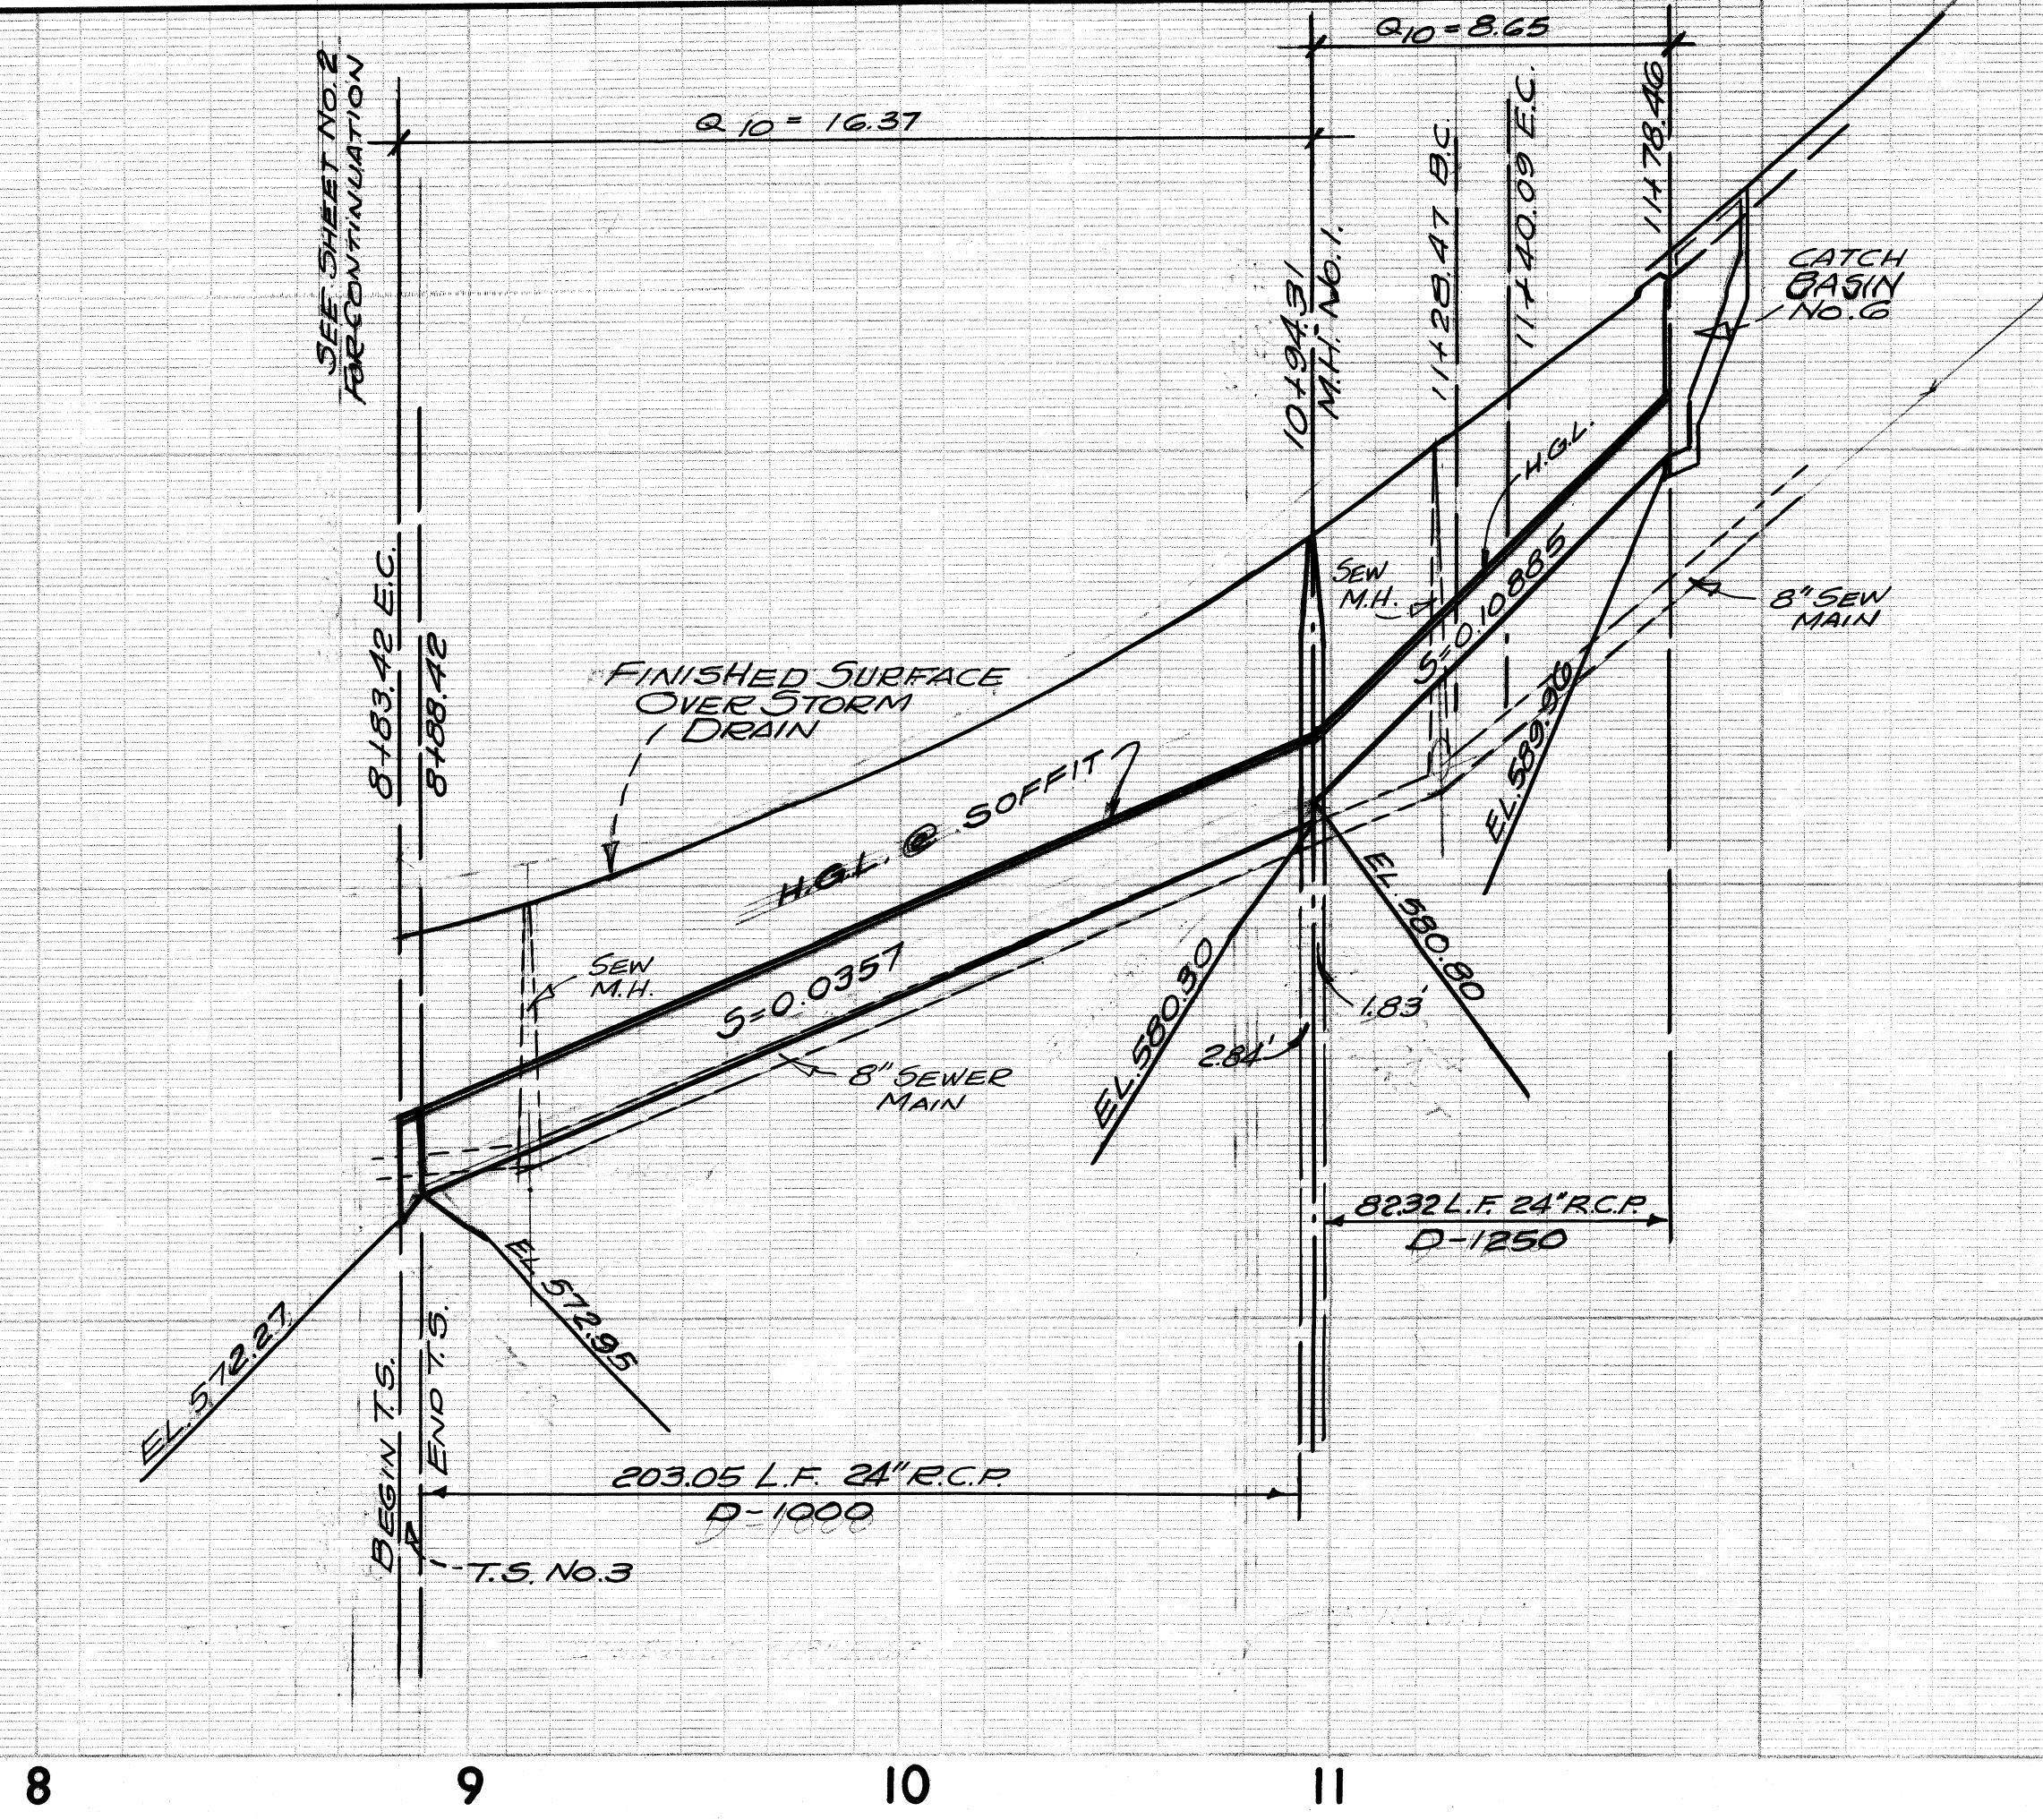 Q10 = 8.65
Q10 = 16.37
SEE SHEET NO. 2
FOR CONTINUATION
8+83.42 E.C.
8+88.42
10+94.31
M.H. No. 1.
11+28.47 B.C.
11+40.09 E.C.
11+78.46
CATCH
BASIN
No. 6
H.G.L.
SEW
M.H.
S=0.10885
8" SEW
MAIN
FINISHED SURFACE
OVER STORM
DRAIN
H.G.L. @ SOFFIT
EL. 589.96
EL. 580.80
SEW
M.H.
S=0.0357
EL. 580.30
1.83'
2.84'
8" SEWER
MAIN
82.32 L.F. 24" R.C.P.
D-1250
EL. 572.27
EL. 572.95
BEGIN T.S.
END T.S.
203.05 L.F. 24" R.C.P.
D-1000
T.S. No. 3
8 9 10 11